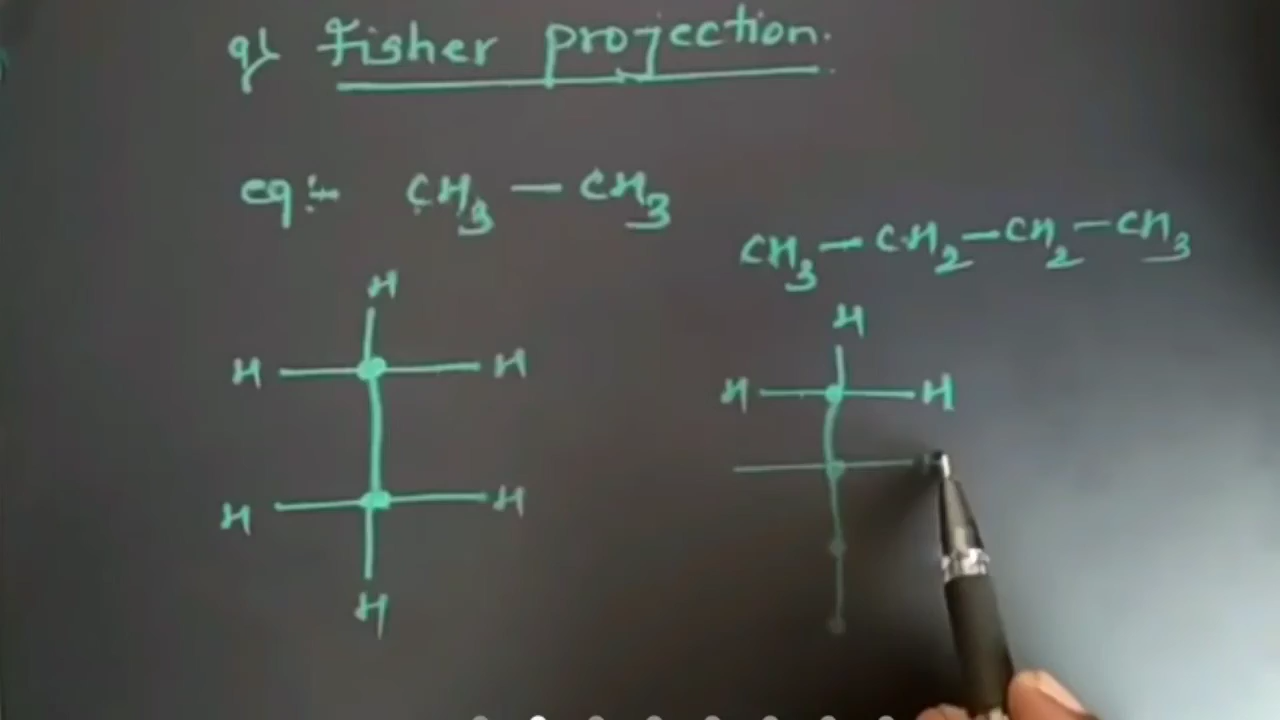 a) Fisher projection.
eg:- CH3 — CH3
CH3 — CH2 — CH2 — CH3
H
H H
H H
H
H
H H